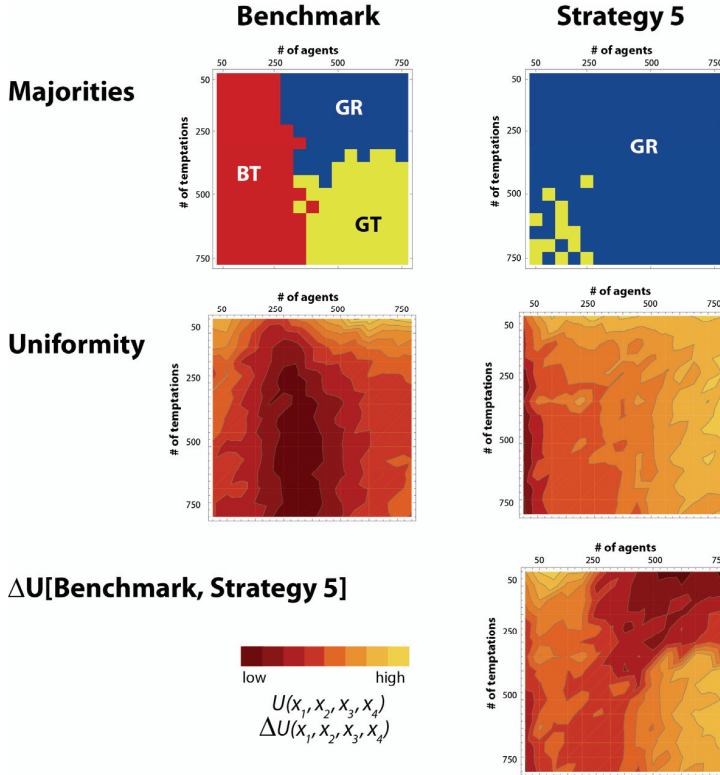 Benchmark
Strategy 5
# of agents
# of agents
50 250 500 750
50 250 500 750
Majorities
# of temptations
50
250
500
750
BT
GR
GT
# of temptations
50
250
500
750
GR
# of agents
# of agents
50 250 500 750
50 250 500 750
Uniformity
# of temptations
50
250
500
750
# of temptations
50
250
500
750
# of agents
50 250 500 750
ΔU[Benchmark, Strategy 5]
# of temptations
50
250
500
750
low high
U(x₁, x₂, x₃, x₄)
ΔU(x₁, x₂, x₃, x₄)